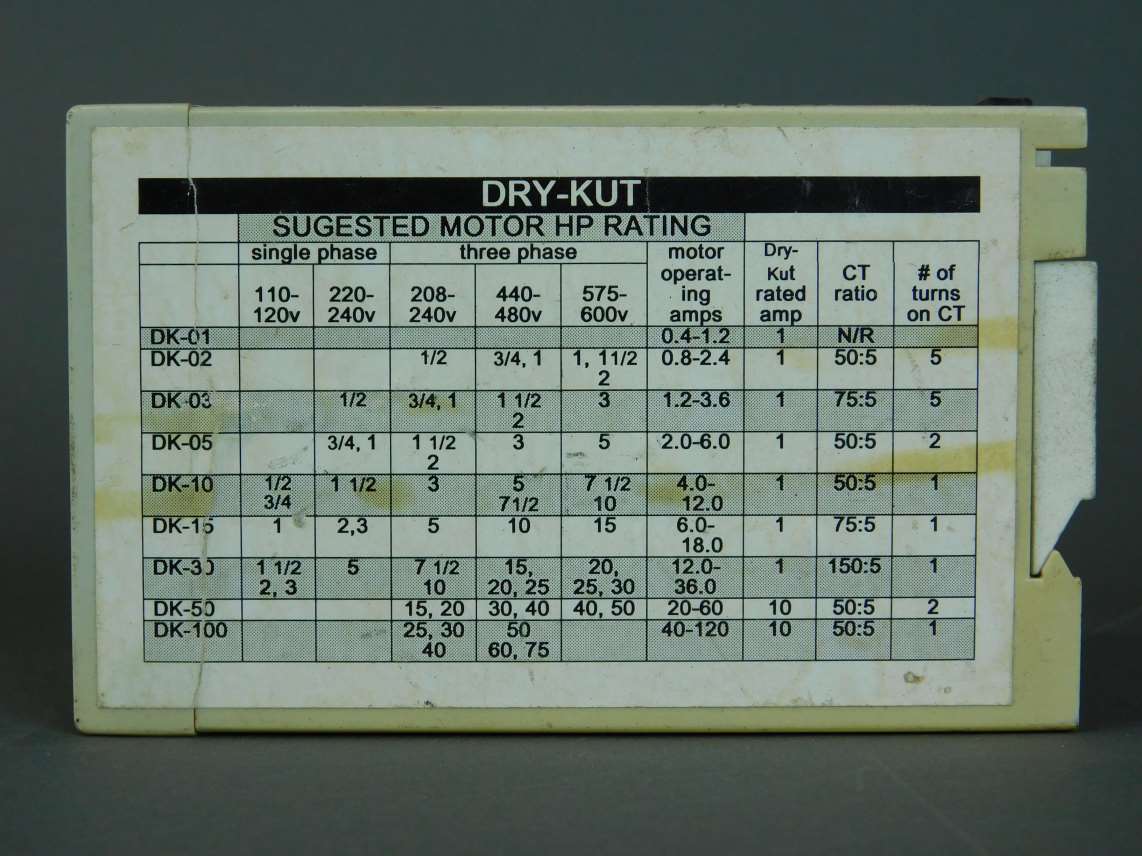 DRY-KUT
SUGESTED MOTOR HP RATING
single phase three phase motor operat-ing amps Dry-Kut rated amp CT ratio # of turns on CT
110-120v 220-240v 208-240v 440-480v 575-600v
DK-01 0.4-1.2 1 N/R
DK-02 1/2 3/4, 1 1, 11/2 2 0.8-2.4 1 50:5 5
DK-03 1/2 3/4, 1 1 1/2 2 3 1.2-3.6 1 75:5 5
DK-05 3/4, 1 1 1/2 2 3 5 2.0-6.0 1 50:5 2
DK-10 1/2 3/4 1 1/2 3 5 71/2 7 1/2 10 4.0-12.0 1 50:5 1
DK-15 1 2,3 5 10 15 6.0-18.0 1 75:5 1
DK-30 1 1/2 2, 3 5 7 1/2 10 15, 20, 25 20, 25, 30 12.0-36.0 1 150:5 1
DK-50 15, 20 30, 40 40, 50 20-60 10 50:5 2
DK-100 25, 30 40 50 60, 75 40-120 10 50:5 1